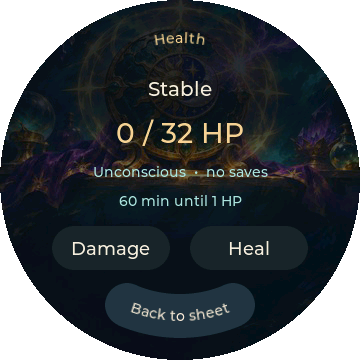 Health
Stable
0 / 32 HP
Unconscious · no saves
60 min until 1 HP
Damage
Heal
Back to sheet